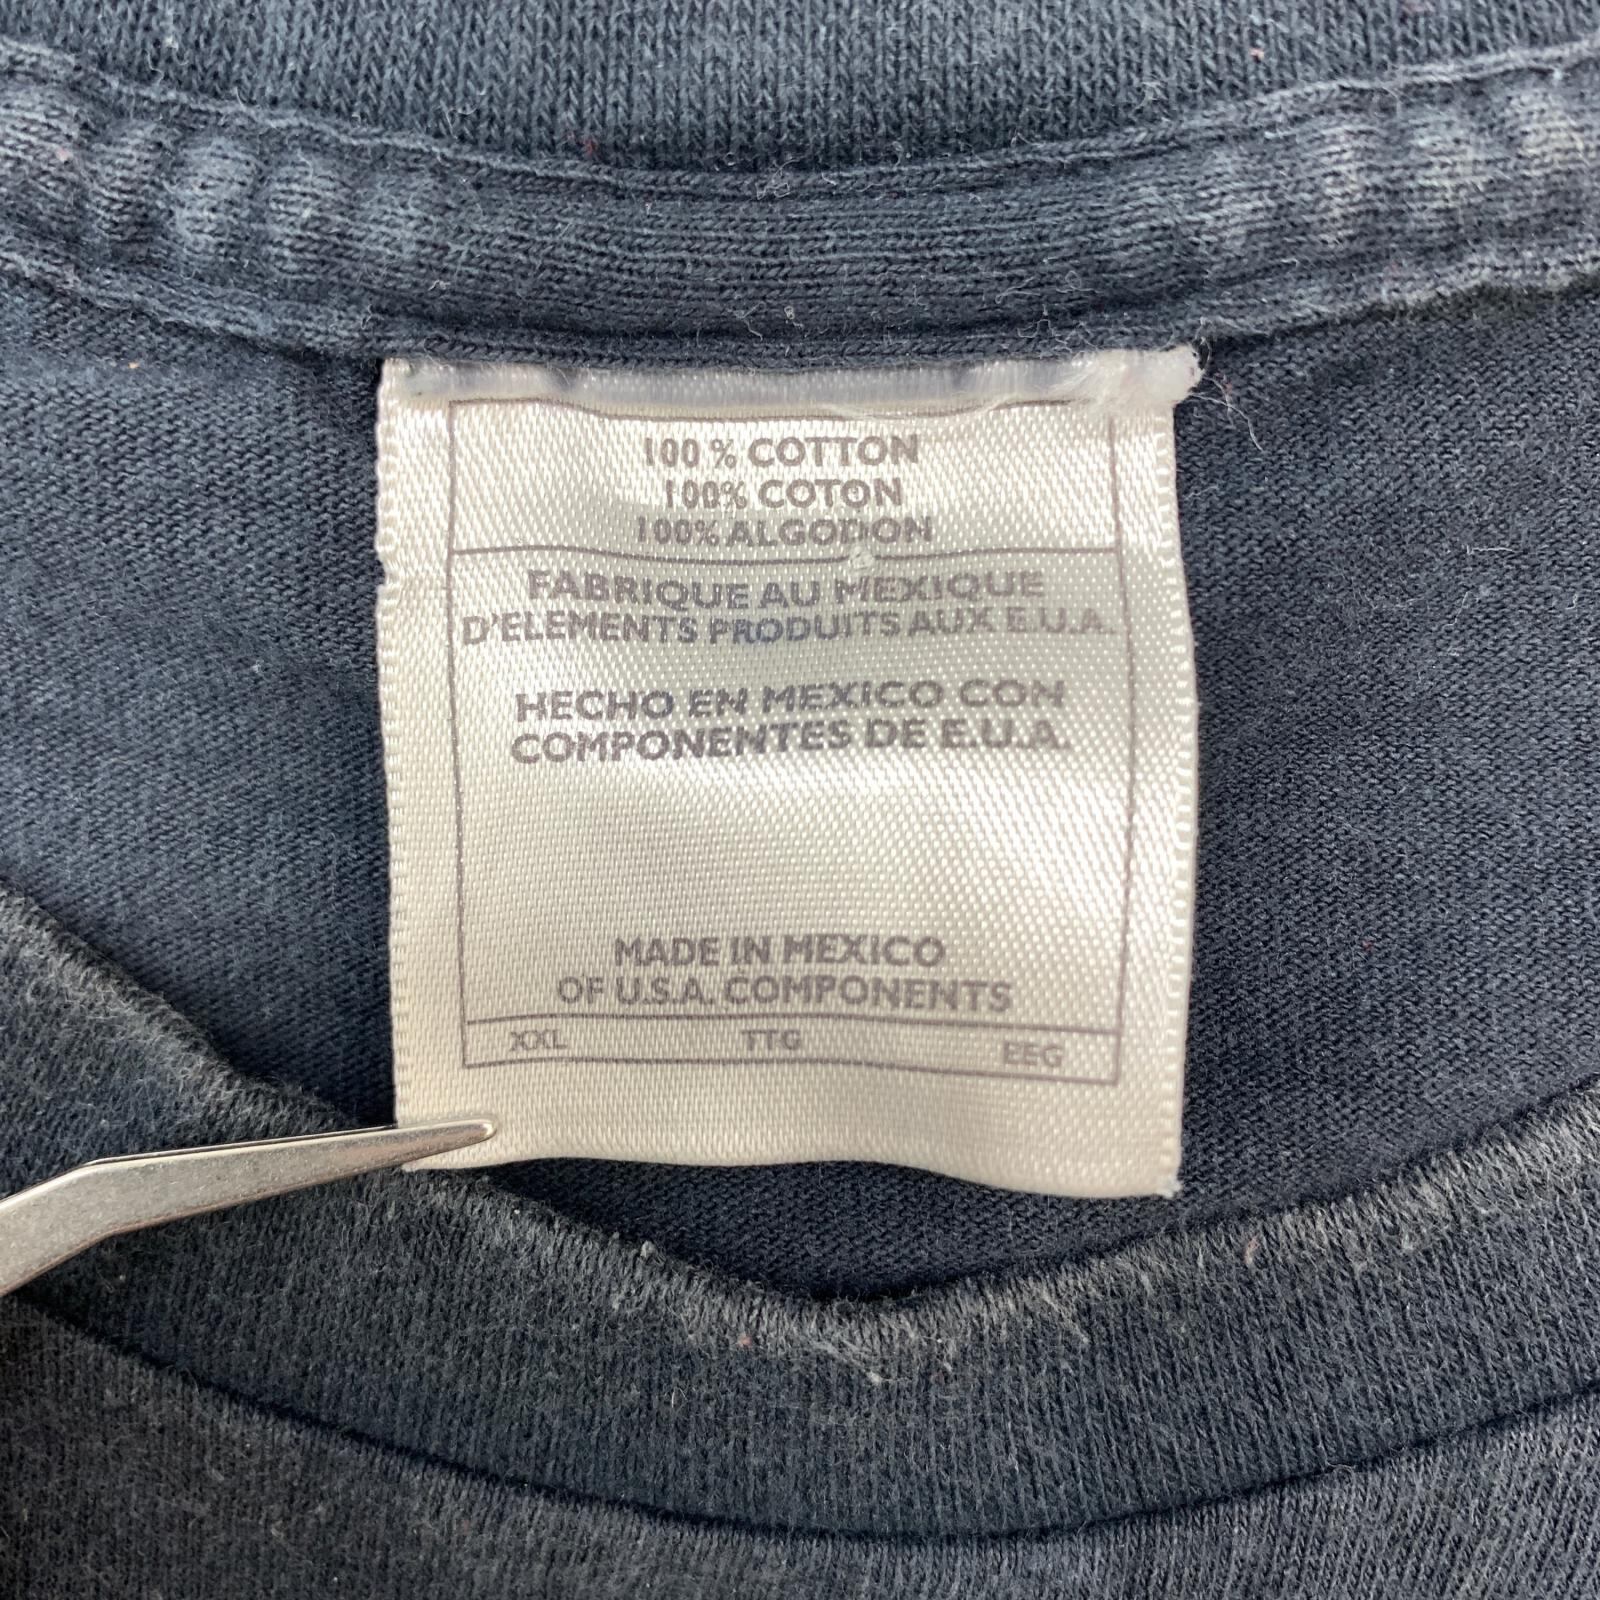 100 % COTTON
100% COTON
100% ALGODON
FABRIQUE AU MEXIQUE
D'ELEMENTS PRODUITS AUX E.U.A.
HECHO EN MEXICO CON
COMPONENTES DE E.U.A.
MADE IN MEXICO
OF U.S.A. COMPONENTS
XXL TTG EEG